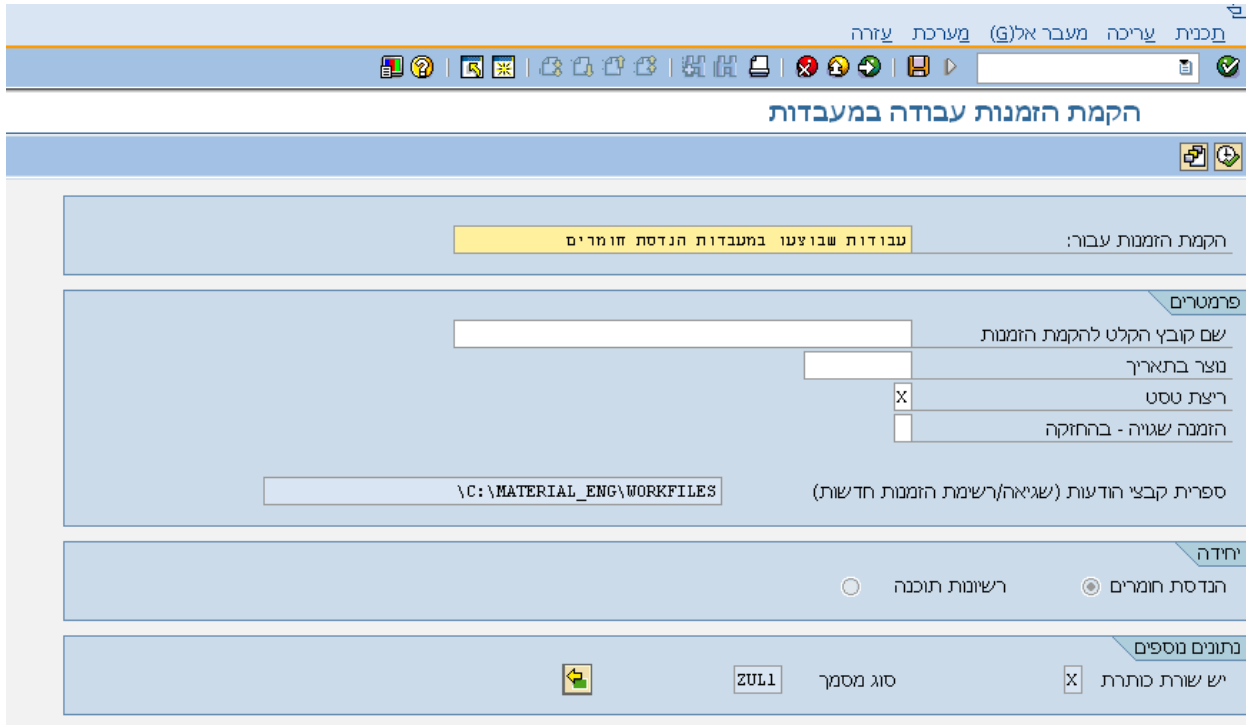 תכנית עריכה מעבר אל(G) מערכת עזרה
הקמת הזמנות עבודה במעבדות
הקמת הזמנות עבור: עבודות שבוצעו במעבדות הנדסת חומרים
פרמטרים
שם קובץ הקלט להקמת הזמנות
נוצר בתאריך
ריצת טסט X
הזמנה שגויה - בהחזקה
ספרית קבצי הודעות (שגיאה/רשימת הזמנות חדשות) \C:\MATERIAL_ENG\WORKFILES
יחידה
הנדסת חומרים רשיונות תוכנה
נתונים נוספים
יש שורת כותרת X סוג מסמך ZUL1